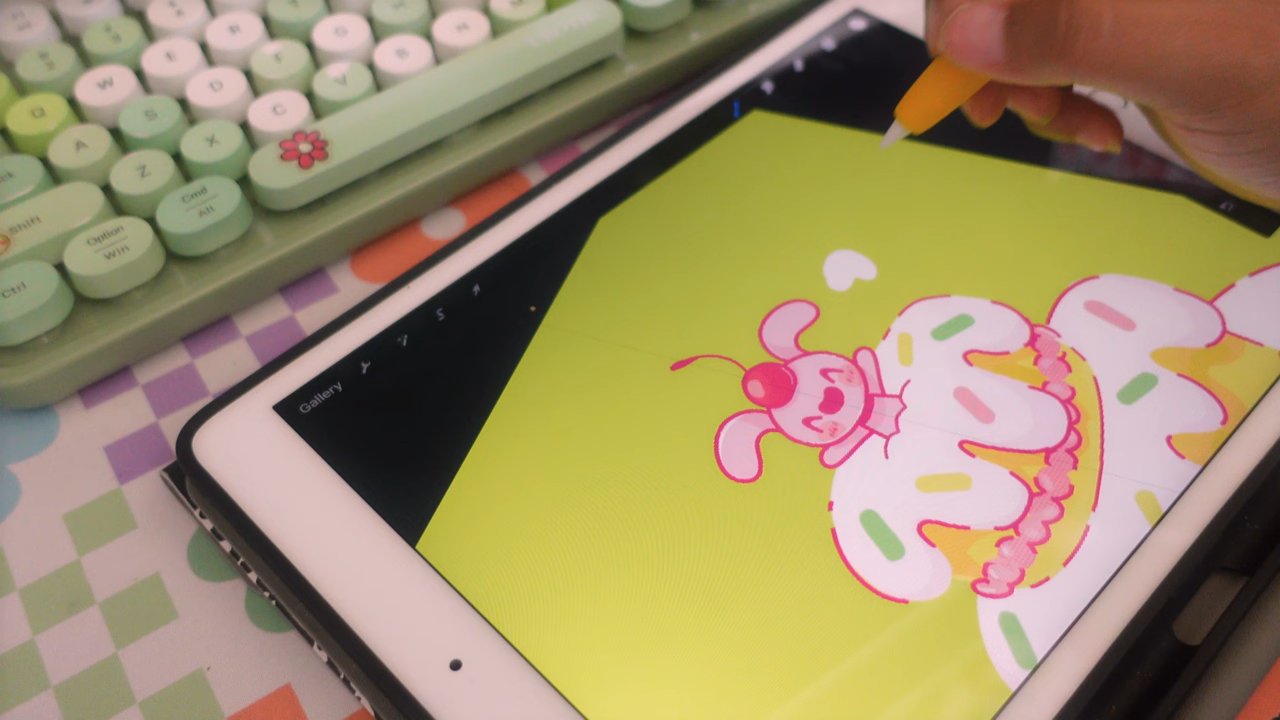 W E R G
S D F V B N
Q A Z X C
Shift
Ctrl
Option
Win
Cmd
Alt
Gallery